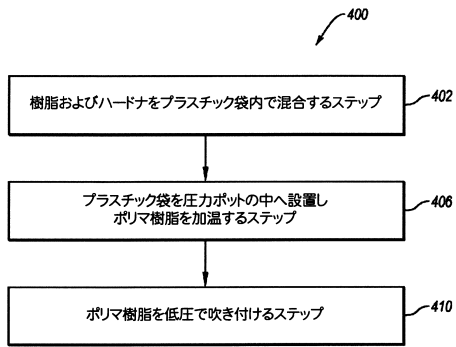 400
樹脂およびハードナをプラスチック袋内で混合するステップ
402
プラスチック袋を圧力ポットの中へ設置し
ポリマ樹脂を加温するステップ
406
ポリマ樹脂を低圧で吹き付けるステップ
410